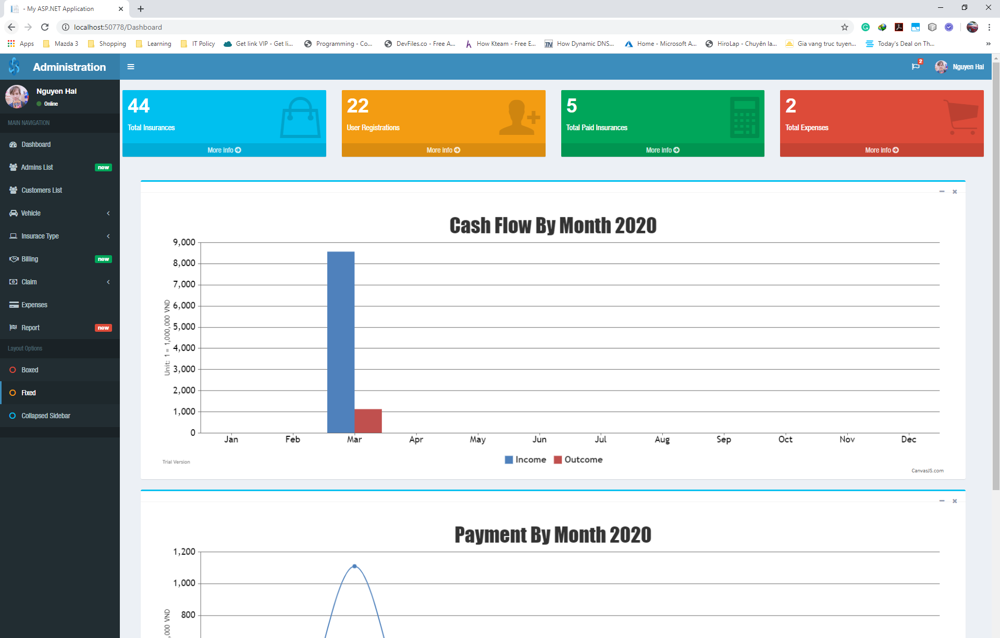 - My ASP.NET Application
localhost:50778/Dashboard
Apps Mazda 3 Shopping Learning IT Policy Get link VIP - Get li... Programming - Co... DevFiles.co - Free A... How Kteam - Free E... TN How Dynamic DNS... Home - Microsoft A... HiroLap - Chuyên la... Gia vang truc tuyen... Today's Deal on Th...
Administration
2
Nguyen Hai
Nguyen Hai
Online
MAIN NAVIGATION
Dashboard
Admins List new
Customers List
Vehicle
Insurace Type
Billing new
Claim
Expenses
Report new
Layout Options
Boxed
Fixed
Collapsed Sidebar
44
Total Insurances
More info
22
User Registrations
More info
5
Total Paid Insurances
More info
2
Total Expenses
More info
Cash Flow By Month 2020
Unit: 1 = 1,000,000 VND
9,000
8,000
7,000
6,000
5,000
4,000
3,000
2,000
1,000
0
Jan Feb Mar Apr May Jun Jul Aug Sep Oct Nov Dec
Income Outcome
Trial Version
CanvasJS.com
Payment By Month 2020
1,200
1,000
800
,000 VND